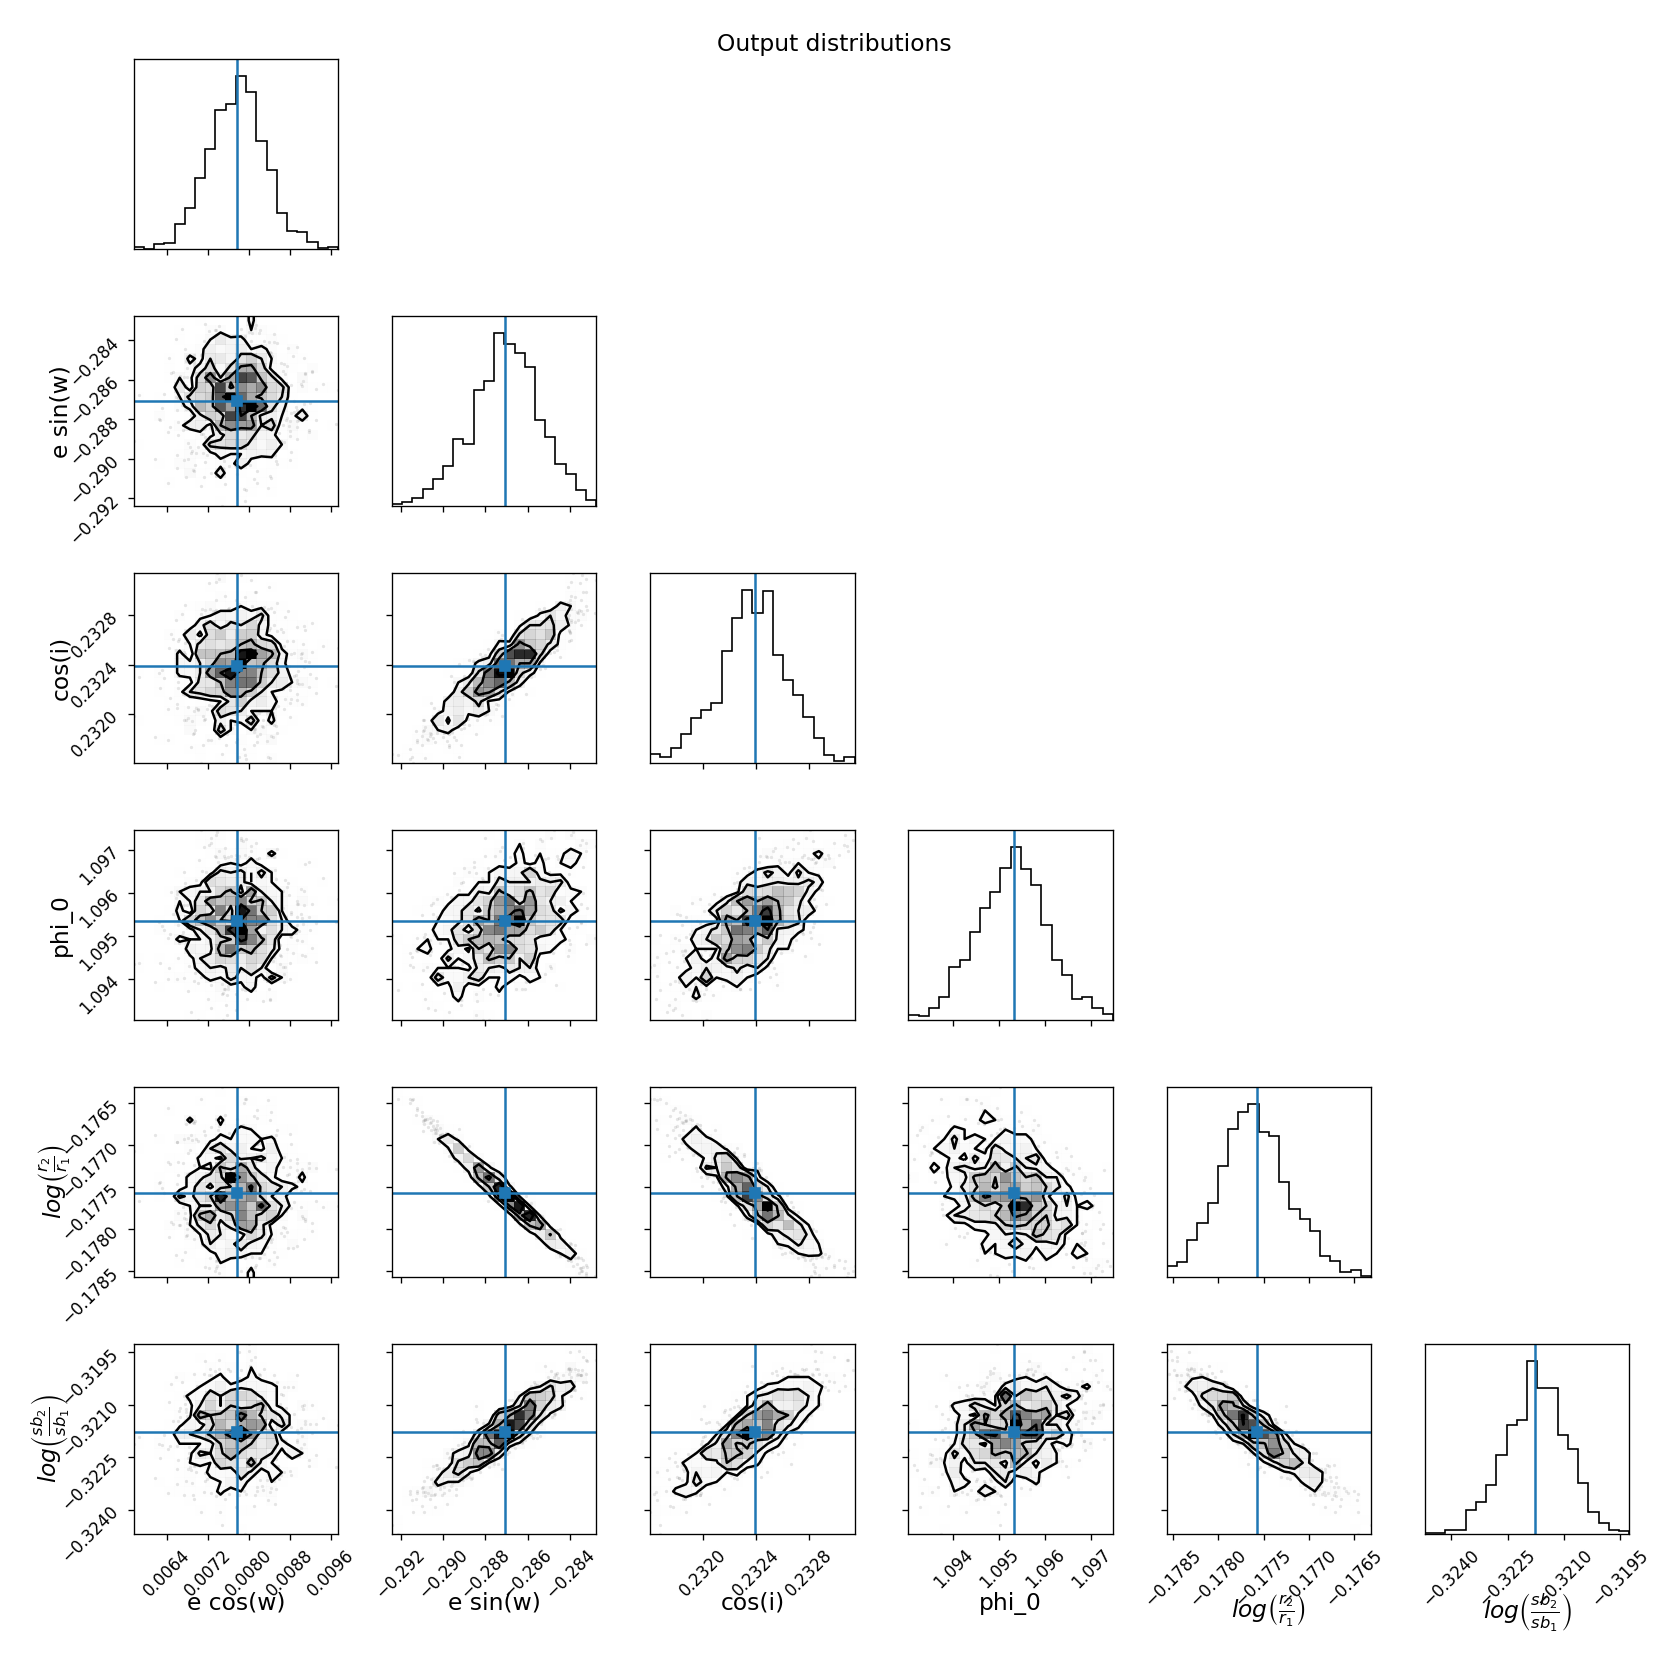 Output distributions
e sin(w)
−0.284
−0.286
−0.288
−0.290
−0.292
cos(i)
0.2328
0.2324
0.2320
phi_0
1.097
1.096
1.095
1.094
log(r2/r1)
−0.1765
−0.1770
−0.1775
−0.1780
−0.1785
log(sb2/sb1)
−0.3195
−0.3210
−0.3225
−0.3240
0.0064 0.0072 0.0080 0.0088 0.0096
−0.292 −0.290 −0.288 −0.286 −0.284
0.2320 0.2324 0.2328
1.094 1.095 1.096 1.097
−0.1785 −0.1780 −0.1775 −0.1770 −0.1765
−0.3240 −0.3225 −0.3210 −0.3195
e cos(w)
e sin(w)
cos(i)
phi_0
log(r2/r1)
log(sb2/sb1)